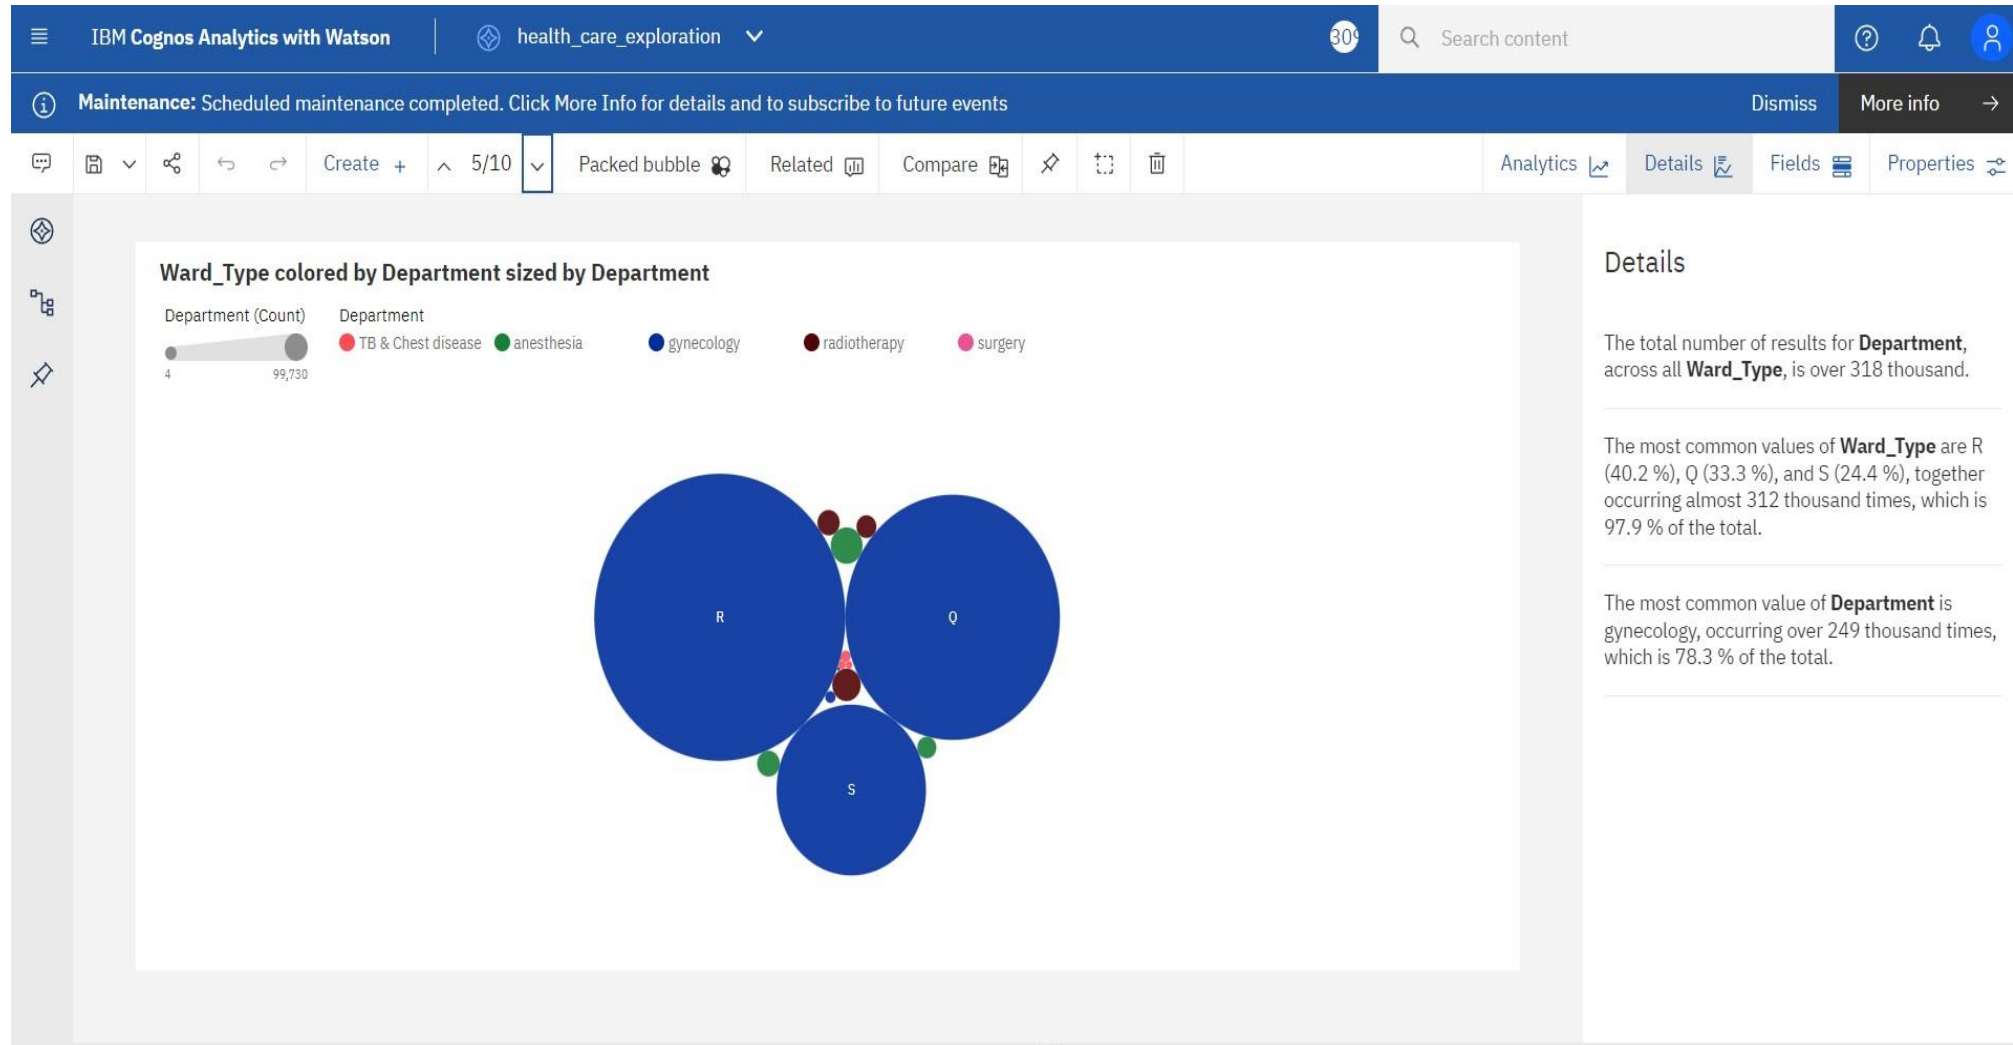 IBM Cognos Analytics with Watson
health_care_exploration
Search content
Maintenance: Scheduled maintenance completed. Click More Info for details and to subscribe to future events
Dismiss
More info
Create +
5/10
Packed bubble
Related
Compare
Analytics
Details
Fields
Properties
Ward_Type colored by Department sized by Department
Department (Count)
4
99,730
Department
TB & Chest disease
anesthesia
gynecology
radiotherapy
surgery
R
Q
S
Details
The total number of results for Department,
across all Ward_Type, is over 318 thousand.
The most common values of Ward_Type are R
(40.2 %), Q (33.3 %), and S (24.4 %), together
occurring almost 312 thousand times, which is
97.9 % of the total.
The most common value of Department is
gynecology, occurring over 249 thousand times,
which is 78.3 % of the total.